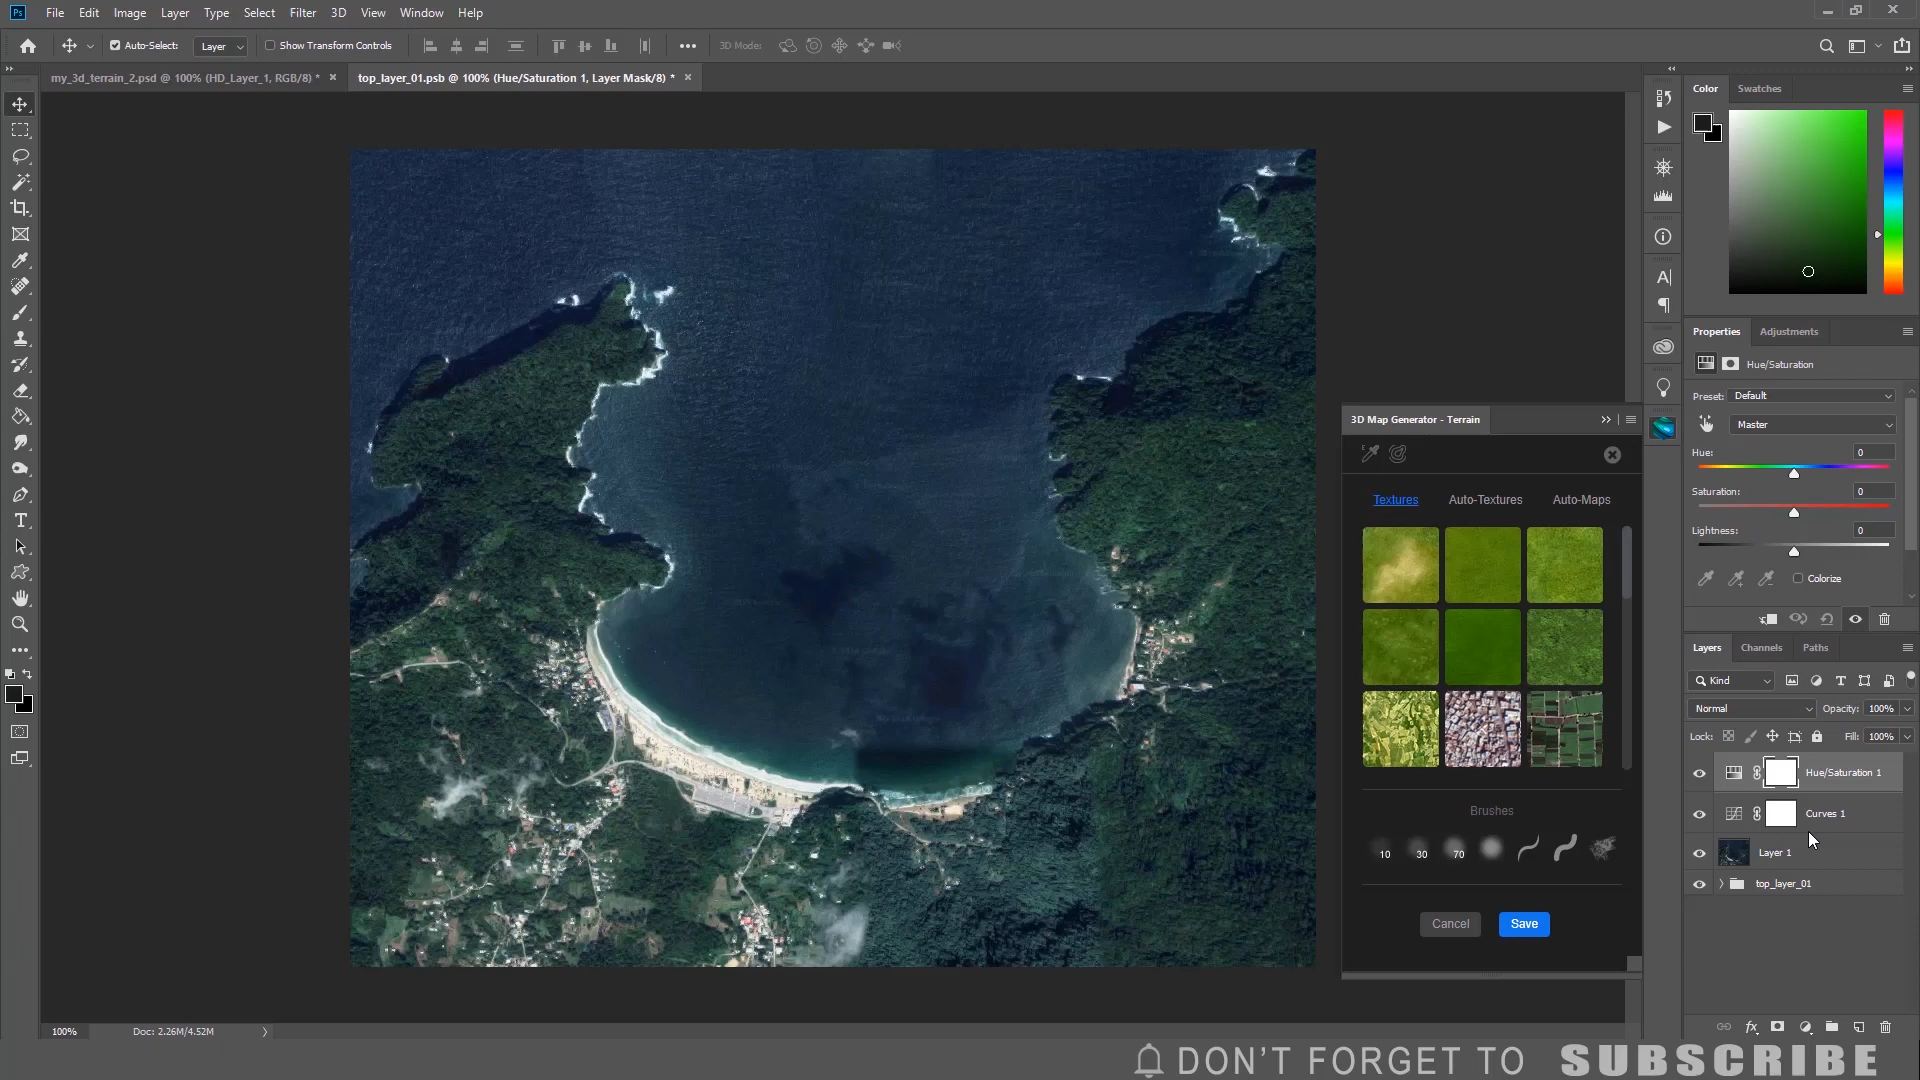 Ps File Edit Image Layer Type Select Filter 3D View Window Help
Auto-Select: Layer Show Transform Controls 3D Mode:
my_3d_terrain_2.psd @ 100% (HD_Layer_1, RGB/8) * top_layer_01.psb @ 100% (Hue/Saturation 1, Layer Mask/8) *
Color Swatches
Properties Adjustments
Hue/Saturation
Preset: Default
Master
Hue: 0
Saturation: 0
Lightness: 0
Colorize
3D Map Generator - Terrain
Textures Auto-Textures Auto-Maps
Brushes
10 30 70
Cancel Save
Layers Channels Paths
Kind
Normal Opacity: 100%
Lock: Fill: 100%
Hue/Saturation 1
Curves 1
Layer 1
top_layer_01
100% Doc: 2.26M/4.52M
DON'T FORGET TO SUBSCRIBE